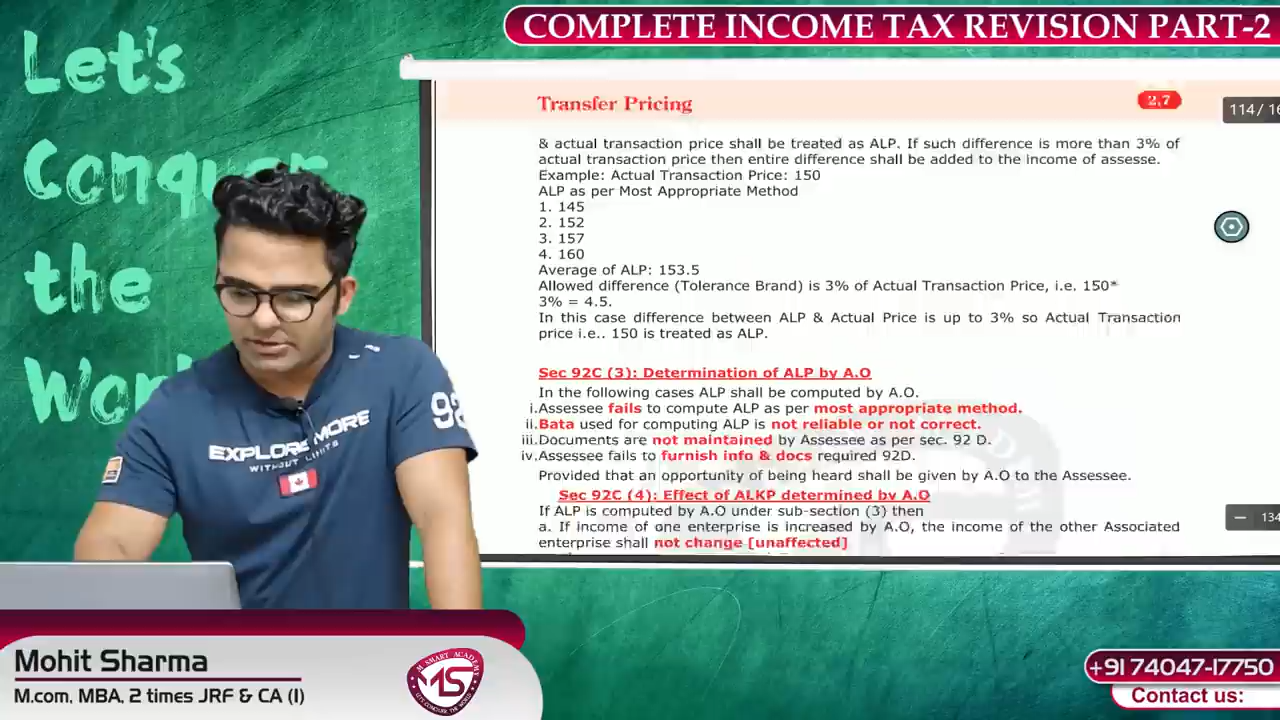 COMPLETE INCOME TAX REVISION PART-2
Let's
Conquer
the
Transfer Pricing
2.7
114/16
& actual transaction price shall be treated as ALP. If such difference is more than 3% of
actual transaction price then entire difference shall be added to the income of assesse.
Example: Actual Transaction Price: 150
ALP as per Most Appropriate Method
1. 145
2. 152
3. 157
4. 160
Average of ALP: 153.5
Allowed difference (Tolerance Brand) is 3% of Actual Transaction Price, i.e. 150*
3% = 4.5.
In this case difference between ALP & Actual Price is up to 3% so Actual Transaction
price i.e.. 150 is treated as ALP.
Sec 92C (3): Determination of ALP by A.O
In the following cases ALP shall be computed by A.O.
i.Assessee fails to compute ALP as per most appropriate method.
ii.Bata used for computing ALP is not reliable or not correct.
iii.Documents are not maintained by Assessee as per sec. 92 D.
iv.Assessee fails to furnish info & docs required 92D.
Provided that an opportunity of being heard shall be given by A.O to the Assessee.
Sec 92C (4): Effect of ALKP determined by A.O
If ALP is computed by A.O under sub-section (3) then
a. If income of one enterprise is increased by A.O, the income of the other Associated
enterprise shall not change [unaffected]
134
EXPLORE MORE
WITHOUT LIMITS
92
Mohit Sharma
M.com, MBA, 2 times JRF & CA (I)
M SMART ACADEMY
MS
LETS CONQUER THE WORLD
+91 74047-17750
Contact us: